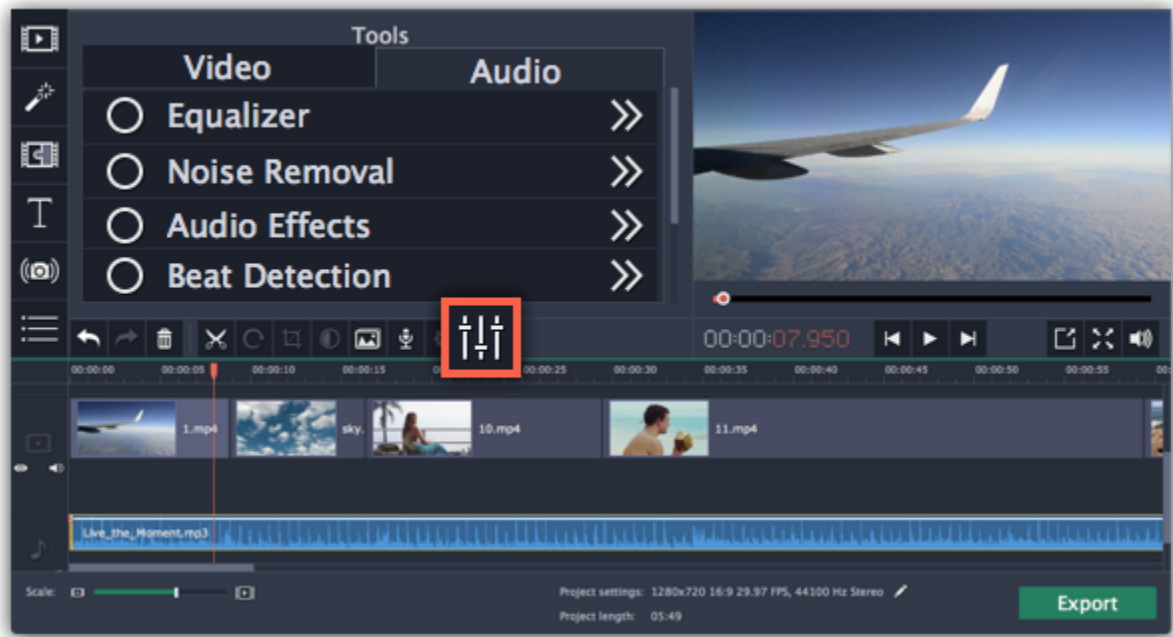 Tools
Video Audio
Equalizer
Noise Removal
Audio Effects
Beat Detection
T
00:00:07.950
00:00:00 00:00:05 00:00:10 00:00:15 00:00:25 00:00:30 00:00:35 00:00:40 00:00:45 00:00:50 00:00:55
1.mp4 sky. 10.mp4 11.mp4
Live_the_Moment.mp3
Scale:
Project settings: 1280x720 16:9 29.97 FPS, 44100 Hz Stereo
Project length: 05:49
Export